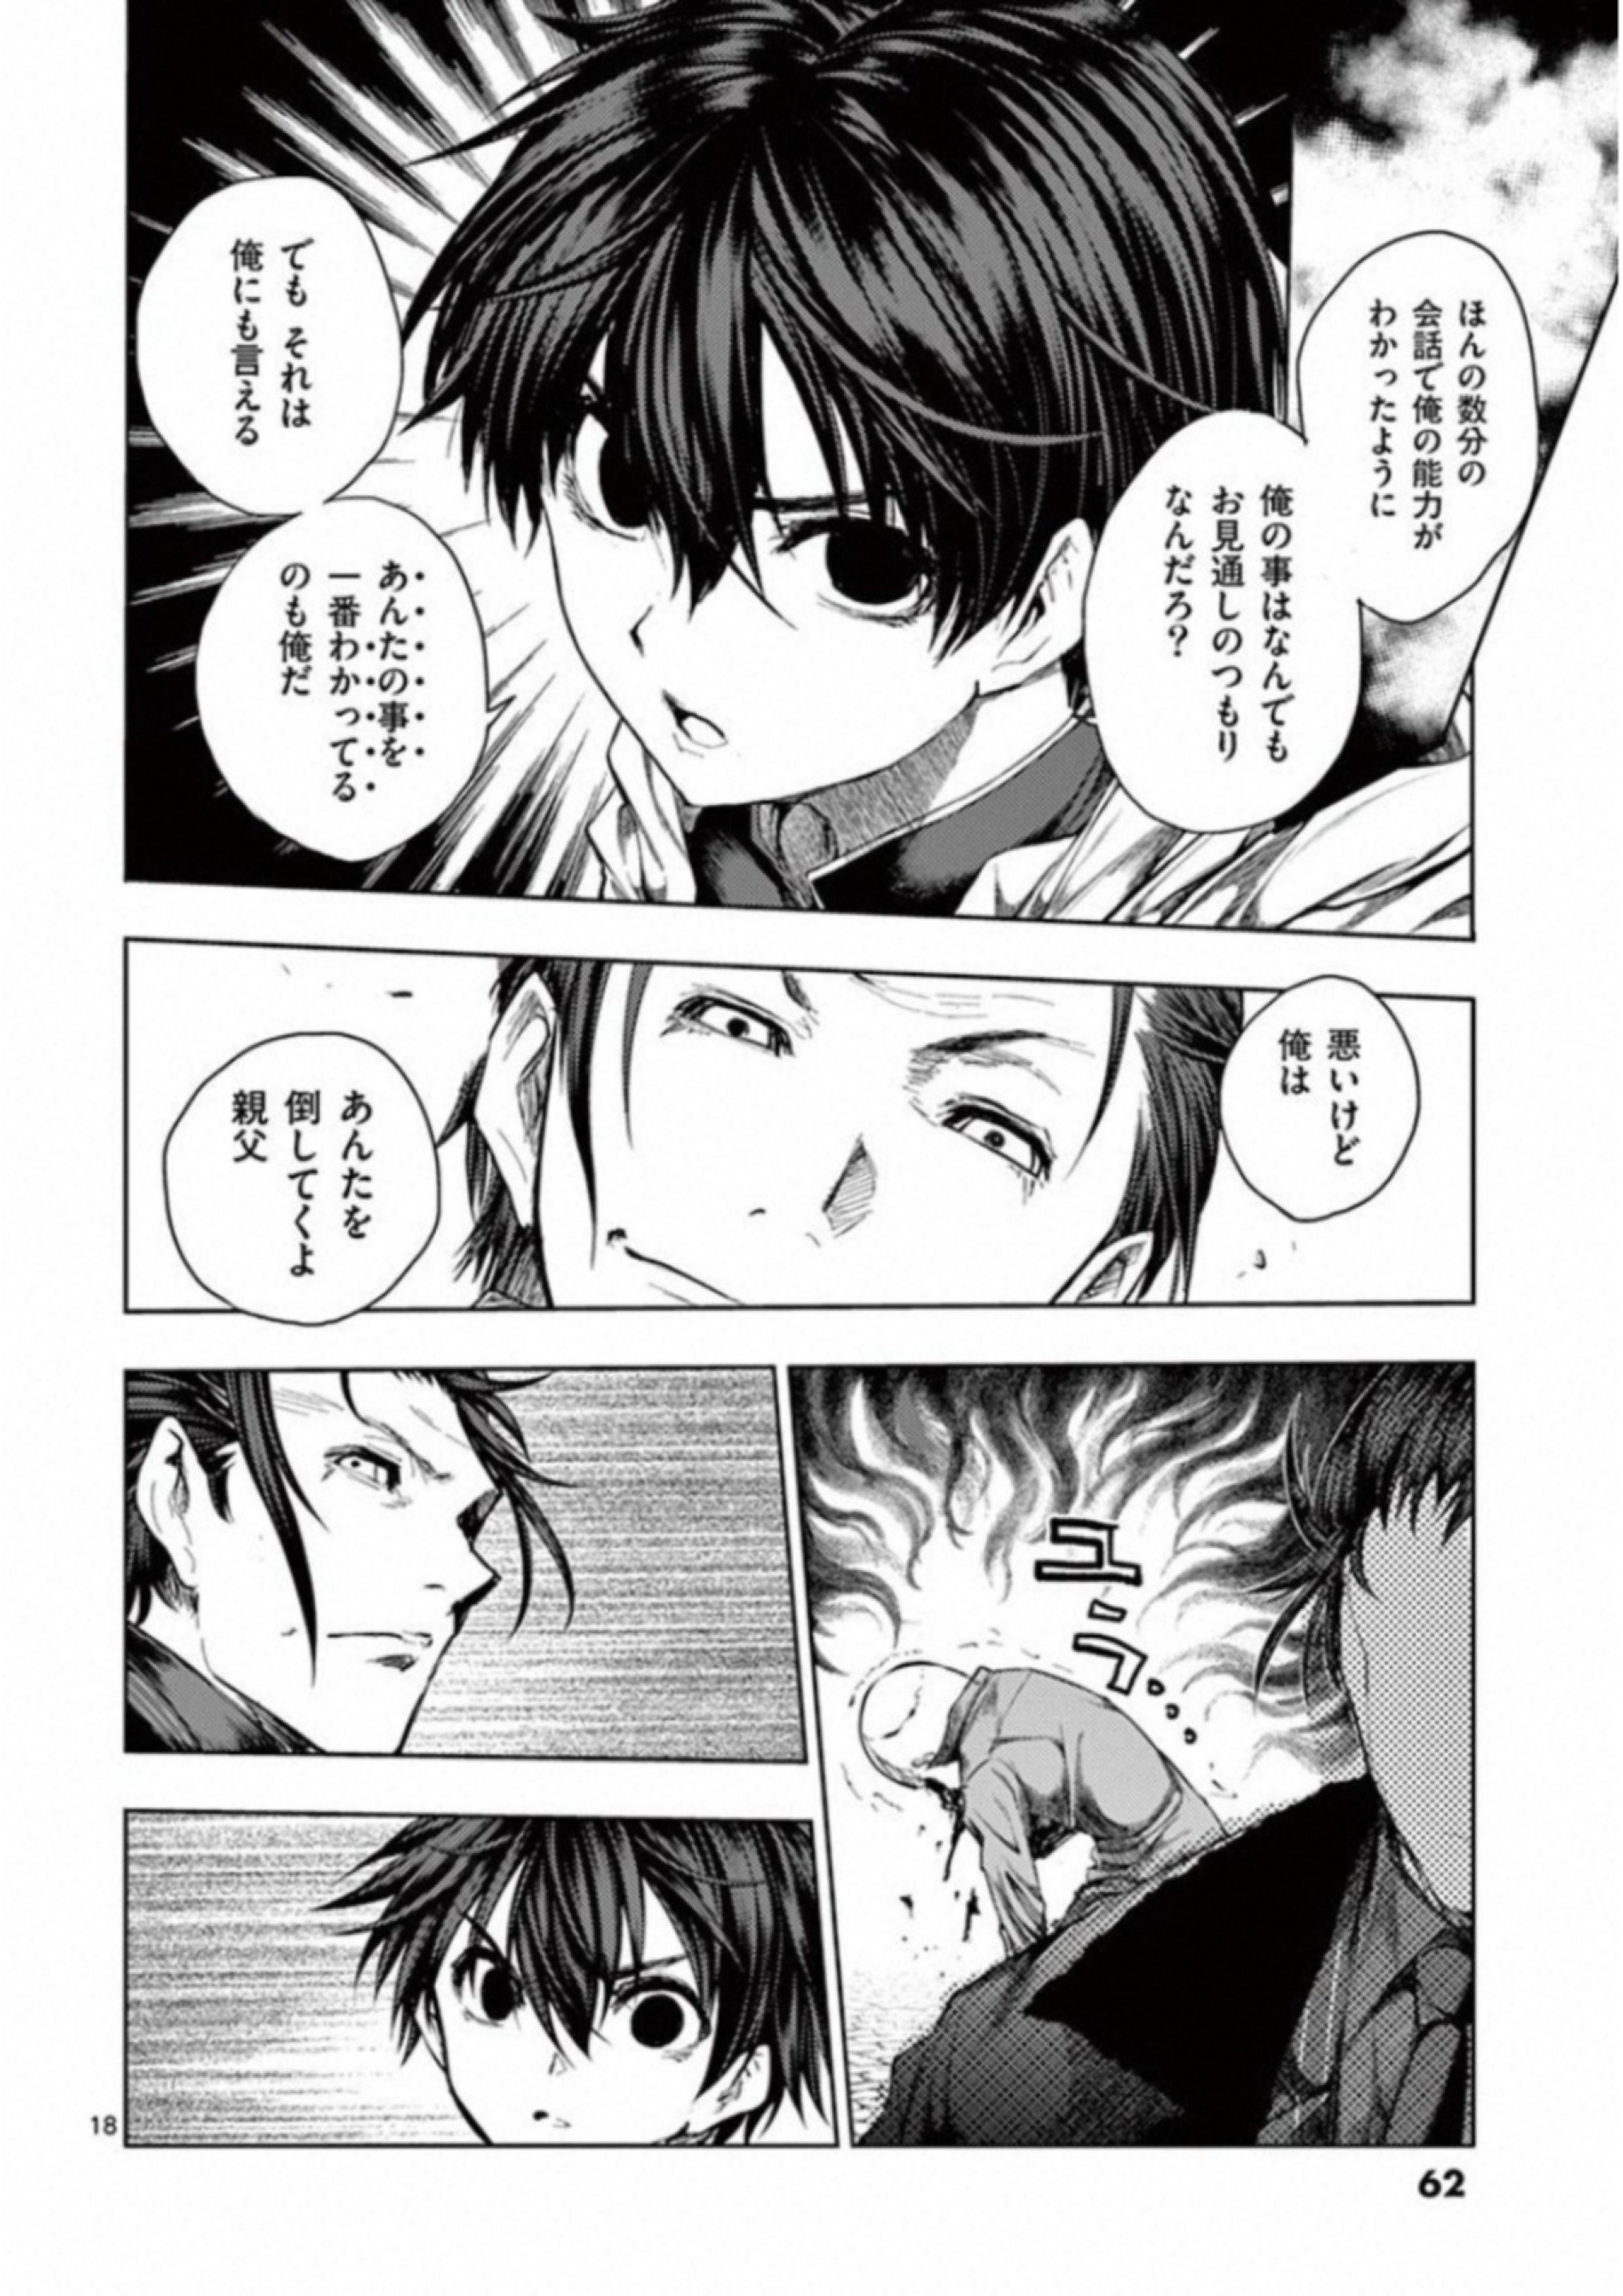 ほんの数分の
会話で俺の能力が
わかったように
俺の事はなんでも
お見通しのつもり
なんだろ?
でも それは
俺にも言える
あんたの事を
一番わかってる
のも俺だ
悪いけど
俺は
あんたを
倒してくよ
親父
ユラ...
18
62